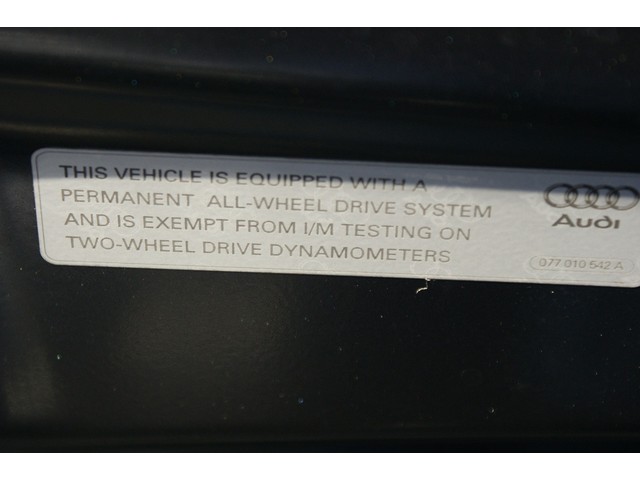 THIS VEHICLE IS EQUIPPED WITH A
PERMANENT ALL-WHEEL DRIVE SYSTEM
AND IS EXEMPT FROM I/M TESTING ON
TWO-WHEEL DRIVE DYNAMOMETERS
Audi
077 010 542 A